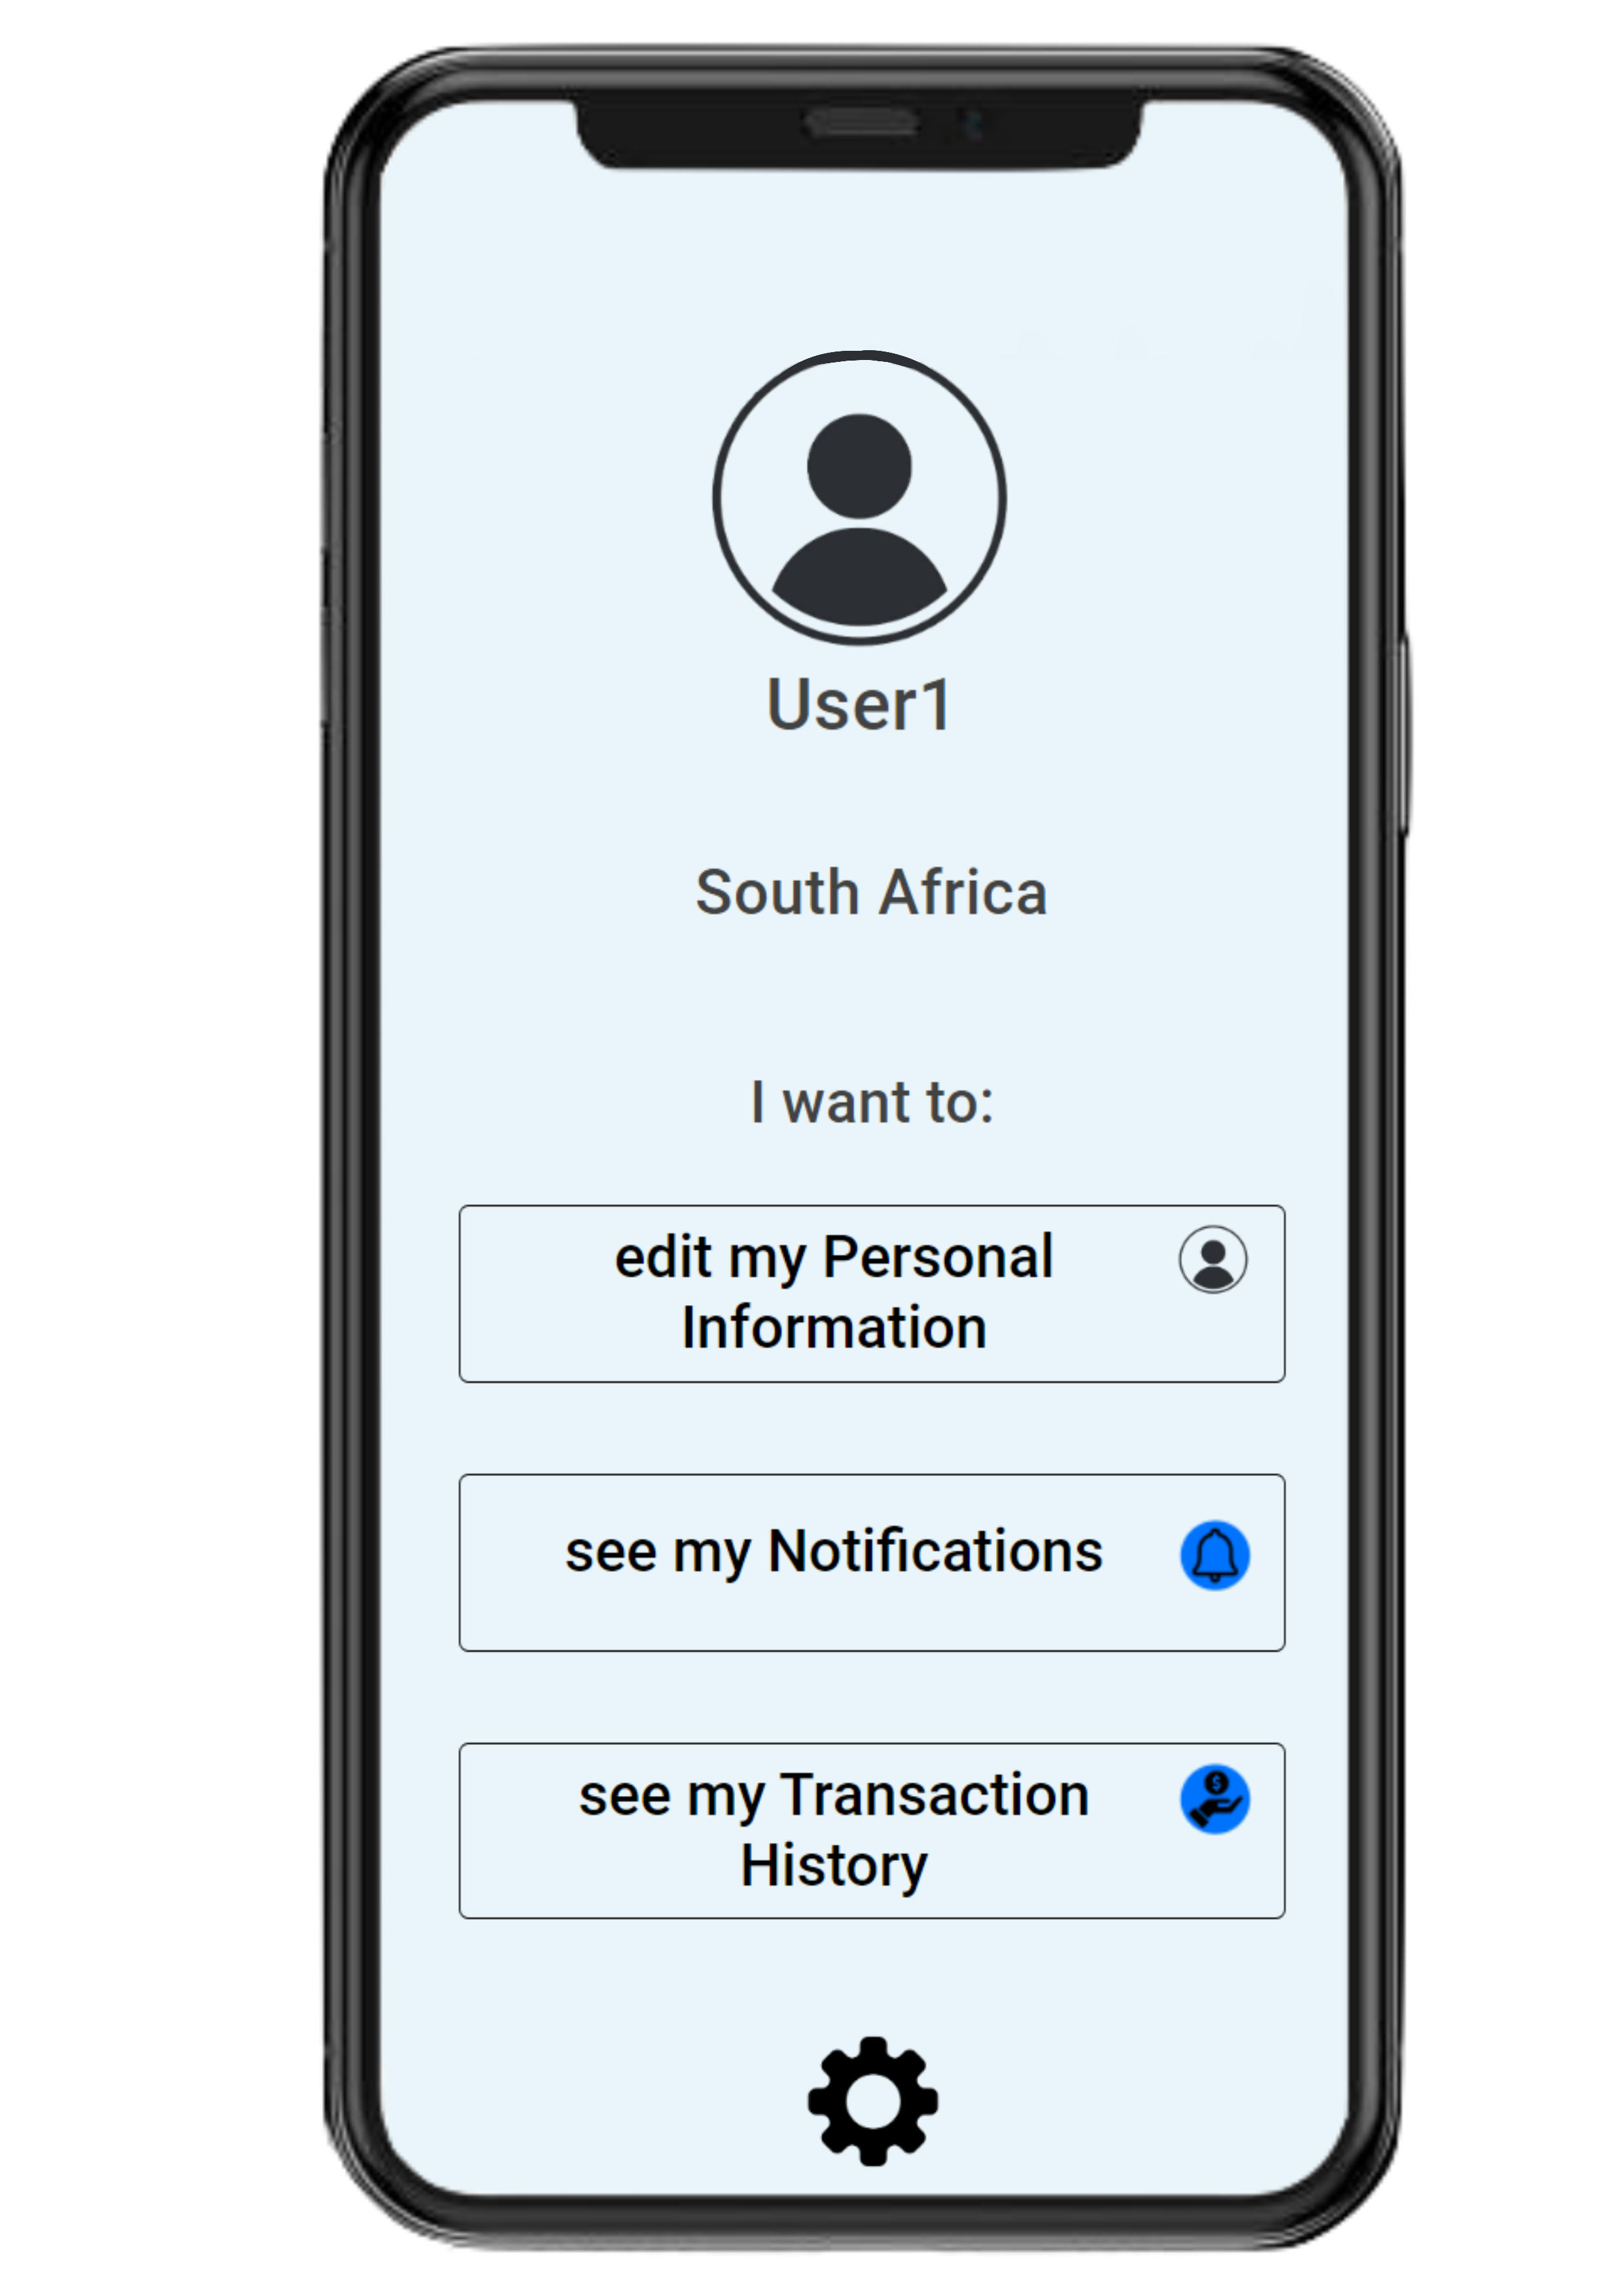 User1
South Africa
I want to:
edit my Personal
Information
see my Notifications
see my Transaction
History